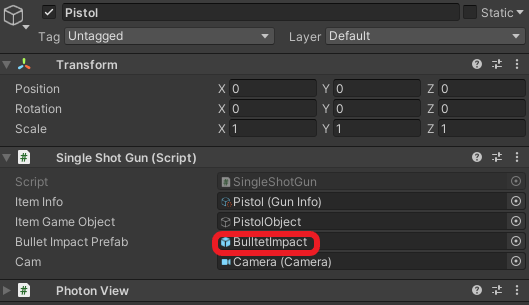 Pistol Static
Tag Untagged Layer Default
Transform
Position X 0 Y 0 Z 0
Rotation X 0 Y 0 Z 0
Scale X 1 Y 1 Z 1
# Single Shot Gun (Script)
Script # SingleShotGun
Item Info Pistol (Gun Info)
Item Game Object PistolObject
Bullet Impact Prefab BulltetImpact
Cam Camera (Camera)
# Photon View